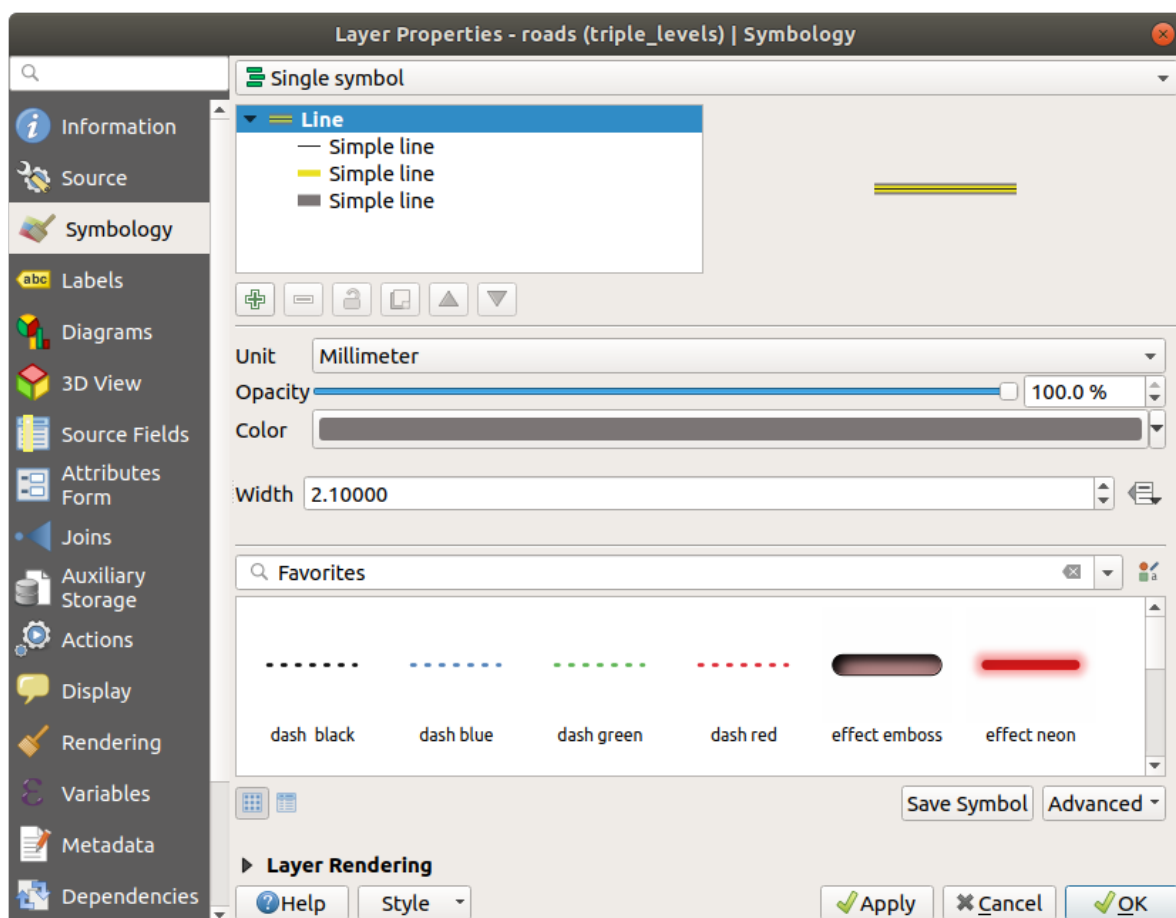 Layer Properties - roads (triple_levels) | Symbology
Information
Source
Symbology
abc Labels
Diagrams
3D View
Source Fields
Attributes
Form
Joins
Auxiliary
Storage
Actions
Display
Rendering
Variables
Metadata
Dependencies
Single symbol
Line
Simple line
Simple line
Simple line
Unit Millimeter
Opacity 100.0 %
Color
Width 2.10000
Favorites
dash black dash blue dash green dash red effect emboss effect neon
Save Symbol Advanced
Layer Rendering
Help Style Apply Cancel OK